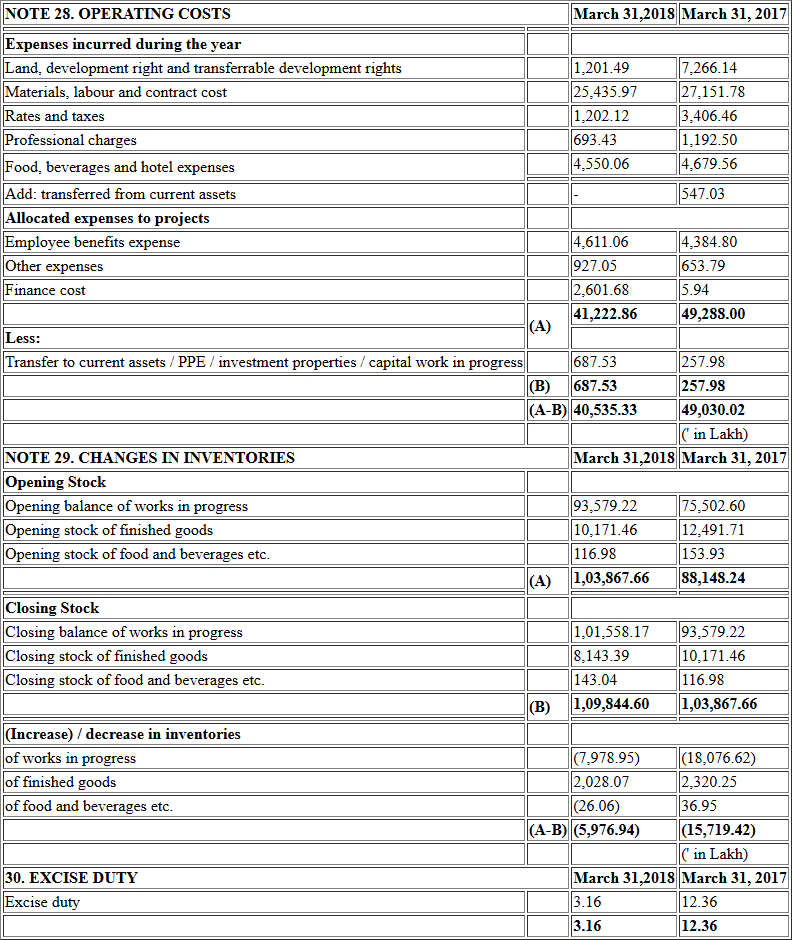 NOTE 28. OPERATING COSTS March 31,2018 March 31, 2017
Expenses incurred during the year
Land, development right and transferrable development rights 1,201.49 7,266.14
Materials, labour and contract cost 25,435.97 27,151.78
Rates and taxes 1,202.12 3,406.46
Professional charges 693.43 1,192.50
Food, beverages and hotel expenses 4,550.06 4,679.56
Add: transferred from current assets - 547.03
Allocated expenses to projects
Employee benefits expense 4,611.06 4,384.80
Other expenses 927.05 653.79
Finance cost 2,601.68 5.94
(A) 41,222.86 49,288.00
Less:
Transfer to current assets / PPE / investment properties / capital work in progress 687.53 257.98
(B) 687.53 257.98
(A-B) 40,535.33 49,030.02
(' in Lakh)
NOTE 29. CHANGES IN INVENTORIES March 31,2018 March 31, 2017
Opening Stock
Opening balance of works in progress 93,579.22 75,502.60
Opening stock of finished goods 10,171.46 12,491.71
Opening stock of food and beverages etc. 116.98 153.93
(A) 1,03,867.66 88,148.24
Closing Stock
Closing balance of works in progress 1,01,558.17 93,579.22
Closing stock of finished goods 8,143.39 10,171.46
Closing stock of food and beverages etc. 143.04 116.98
(B) 1,09,844.60 1,03,867.66
(Increase) / decrease in inventories
of works in progress (7,978.95) (18,076.62)
of finished goods 2,028.07 2,320.25
of food and beverages etc. (26.06) 36.95
(A-B) (5,976.94) (15,719.42)
(' in Lakh)
30. EXCISE DUTY March 31,2018 March 31, 2017
Excise duty 3.16 12.36
3.16 12.36